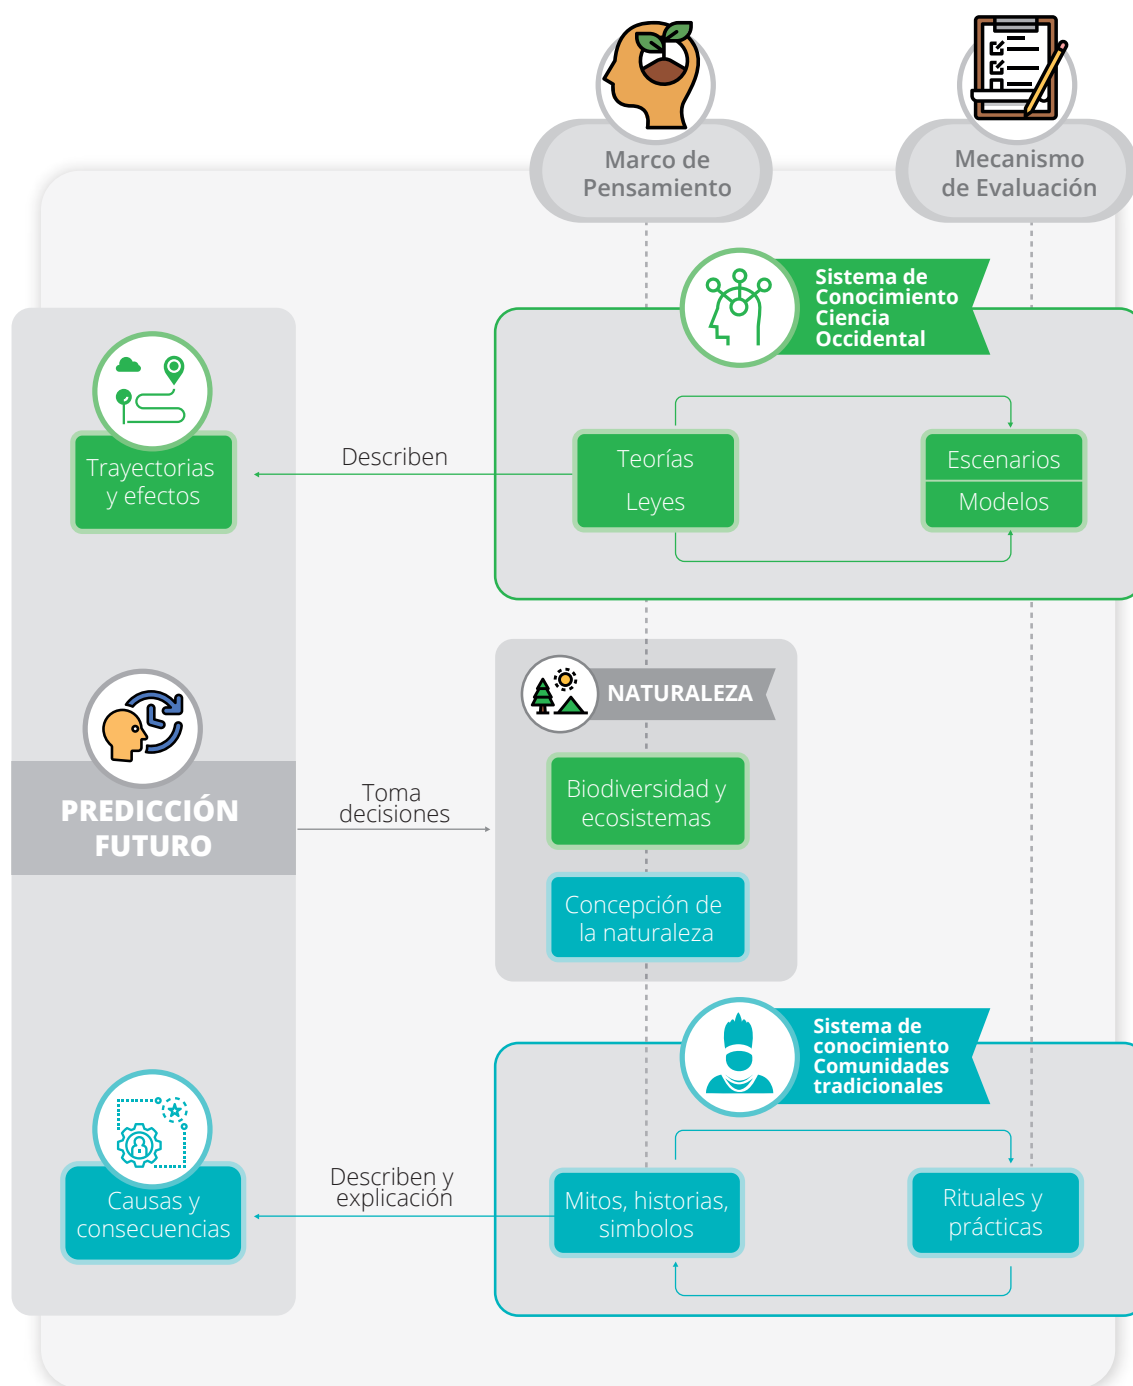 Marco de
Pensamiento
Mecanismo
de Evaluación
Sistema de
Conocimiento
Ciencia
Occidental
Trayectorias
y efectos
Describen
Teorías
Leyes
Escenarios
Modelos
NATURALEZA
PREDICCIÓN
FUTURO
Toma
decisiones
Biodiversidad y
ecosistemas
Concepción de
la naturaleza
Sistema de
conocimiento
Comunidades
tradicionales
Causas y
consecuencias
Describen y
explicación
Mitos, historias,
simbolos
Rituales y
prácticas